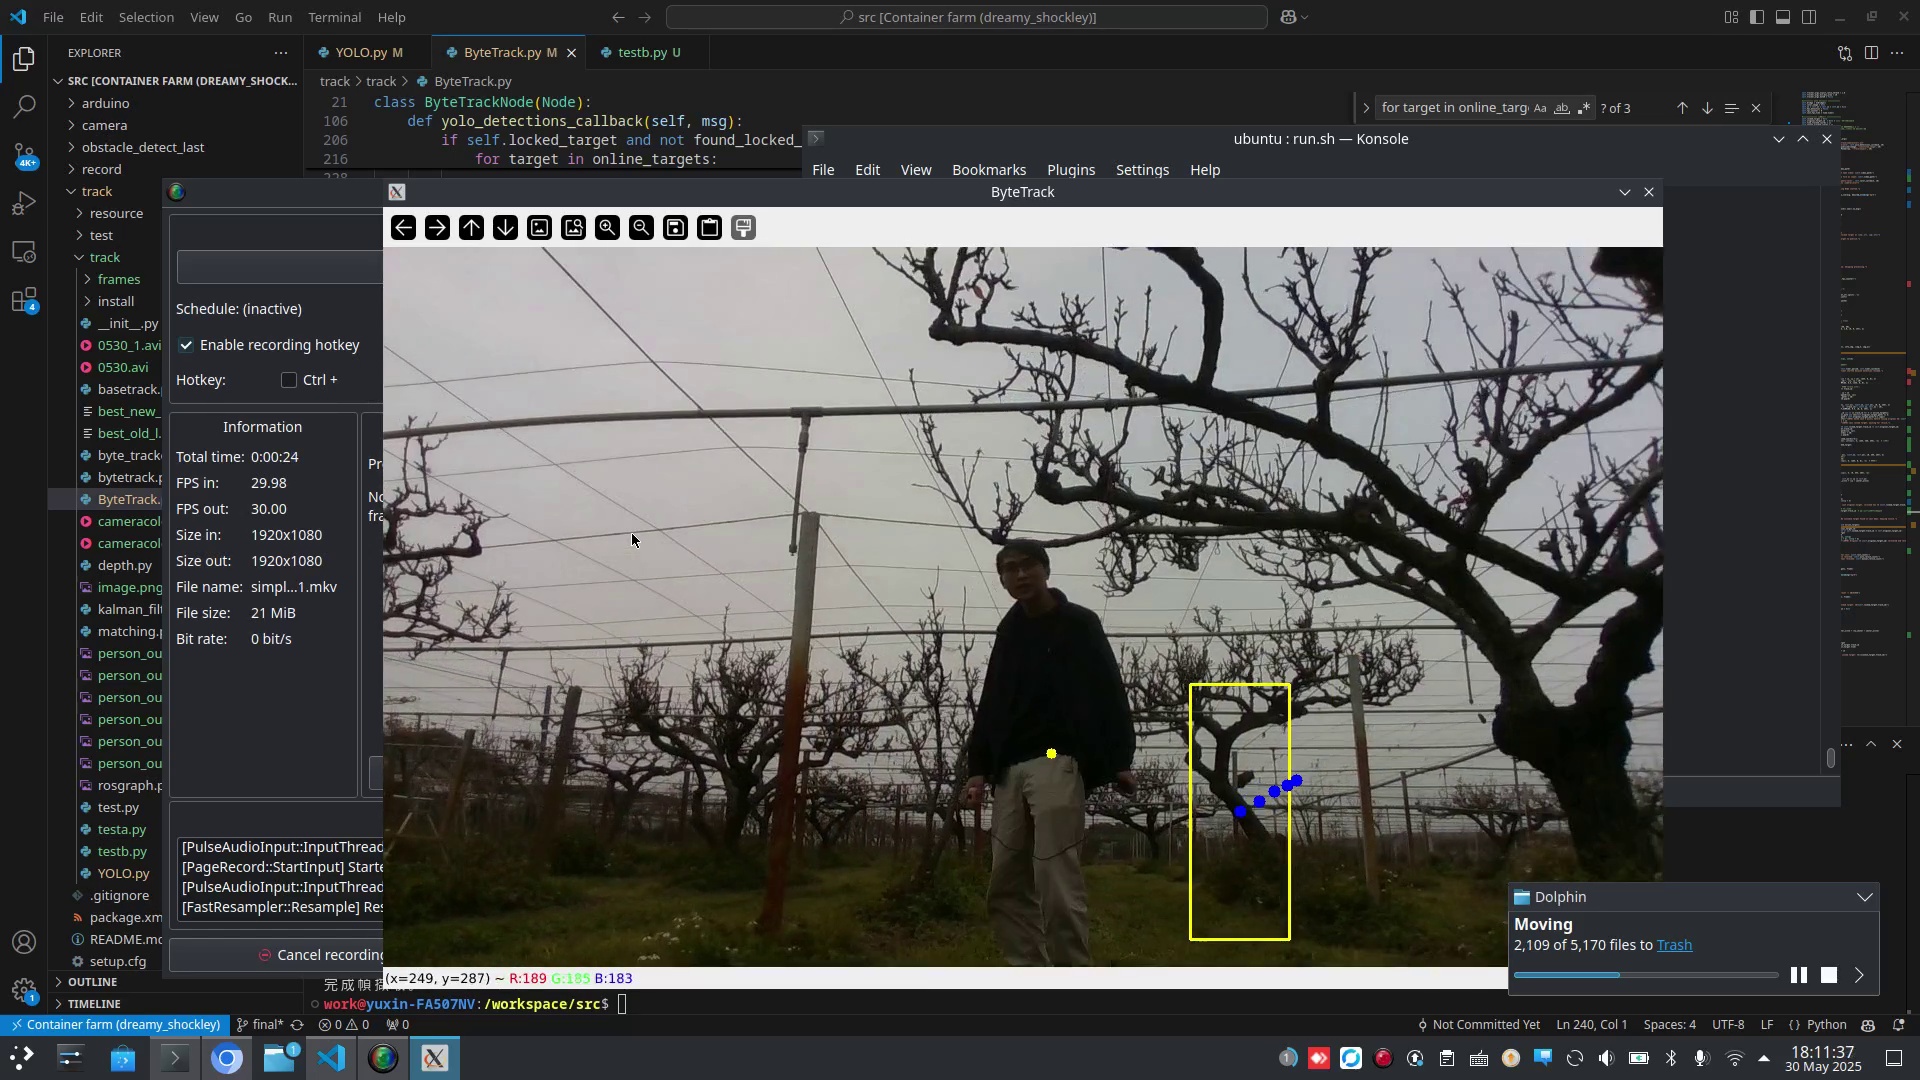 File Edit Selection View Go Run Terminal Help
src [Container farm (dreamy_shockley)]
EXPLORER
SRC [CONTAINER FARM (DREAMY_SHOCK...
arduino
camera
obstacle_detect_last
record
track
resource
test
track
frames
install
__init__.py
0530_1.avi
0530.avi
basetrack.
best_new_
best_old_l.
byte_track
bytetrack.p
ByteTrack.
cameracol
cameracol
depth.py
image.png
kalman_filt
matching.p
person_ou
person_ou
person_ou
person_ou
person_ou
person_ou
rosgraph.p
test.py
testa.py
testb.py
YOLO.py
.gitignore
package.xm
README.md
setup.cfg
OUTLINE
TIMELINE
YOLO.py M
ByteTrack.py M
testb.py U
track > track > ByteTrack.py
21 class ByteTrackNode(Node):
106 def yolo_detections_callback(self, msg):
206 if self.locked_target and not found_locked_
216 for target in online_targets:
228
for target in online_targ
Aa ab
? of 3
ubuntu : run.sh — Konsole
File Edit View Bookmarks Plugins Settings Help
ByteTrack
Schedule: (inactive)
Enable recording hotkey
Hotkey: Ctrl +
Information
Total time: 0:00:24
FPS in: 29.98
FPS out: 30.00
Size in: 1920x1080
Size out: 1920x1080
File name: simpl...1.mkv
File size: 21 MiB
Bit rate: 0 bit/s
Pr
No
fra
[PulseAudioInput::InputThread
[PageRecord::StartInput] Starte
[PulseAudioInput::InputThread
[FastResampler::Resample] Res
Cancel recording
(x=249, y=287) ~ R:189 G:185 B:183
work@yuxin-FA507NV:/workspace/src$
Dolphin
Moving
2,109 of 5,170 files to Trash
Container farm (dreamy_shockley) final* 0 0 0
Not Committed Yet Ln 240, Col 1 Spaces: 4 UTF-8 LF {} Python
4K+
4
1
1
1
18:11:37
30 May 2025